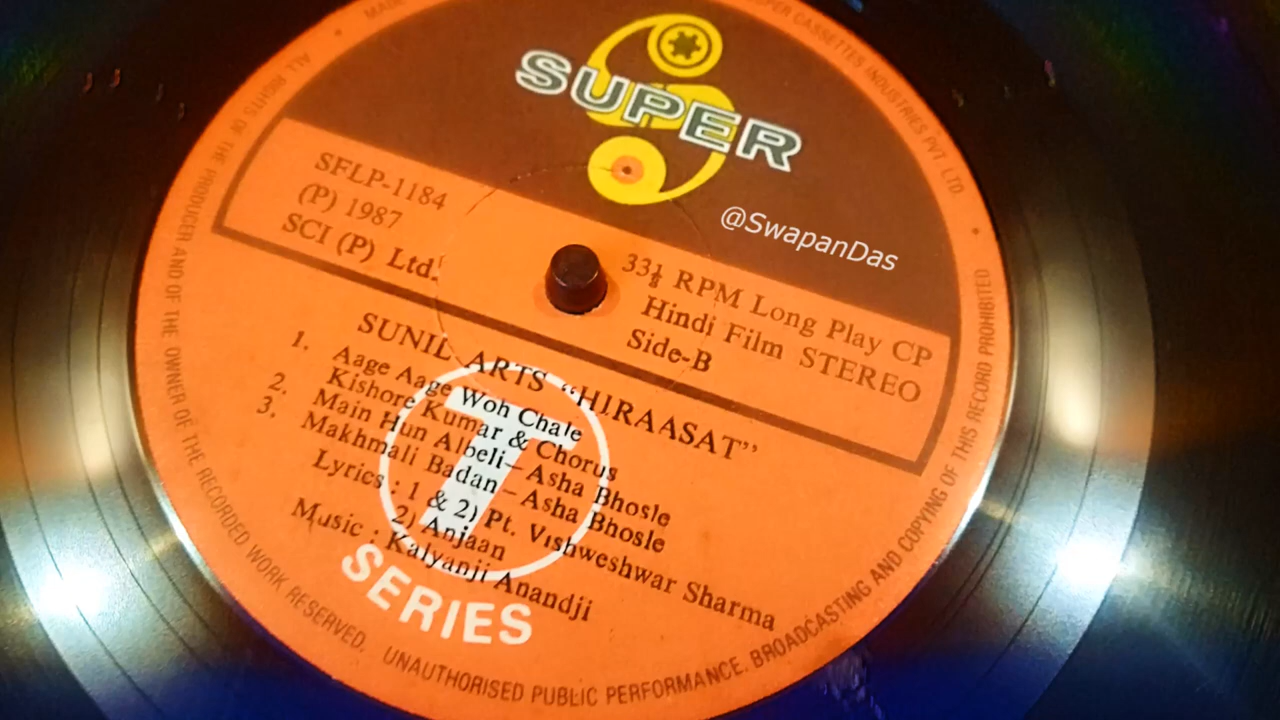 MADE
SUPER CASSETTES INDUSTRIES PVT LTD
SUPER
@SwapanDas
SFLP-1184
(P) 1987
SCI (P) Ltd.
33⅓ RPM Long Play CP
Hindi Film STEREO
Side-B
SUNIL ARTS “HIRAASAT”
1. Aage Aage Woh Chale
Kishore Kumar & Chorus
2. Main Hun Albeli—Asha Bhosle
3. Makhmali Badan—Asha Bhosle
Lyrics : 1 & 2) Pt. Vishweshwar Sharma
2) Anjaan
Music : Kalyanji Anandji
T
SERIES
ALL RIGHTS OF THE PRODUCER AND OF THE OWNER OF THE RECORDED WORK RESERVED. UNAUTHORISED PUBLIC PERFORMANCE. BROADCASTING AND COPYING OF THIS RECORD PROHIBITED